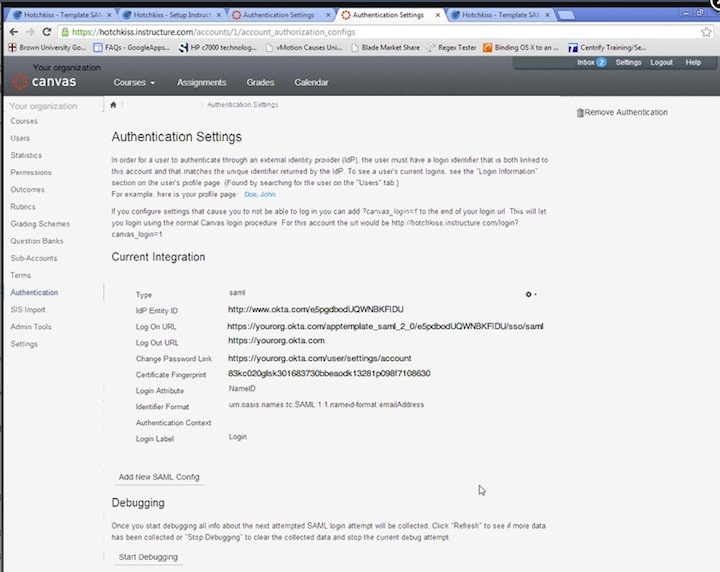 Hotchkiss - Template SAM
Hotchkiss - Setup Instruct
Authentication Settings
Authentication Settings
Hotchkiss - Template SAM
https://hotchkiss.instructure.com/accounts/1/account_authorization_configs
Brown University Go...
FAQs - GoogleApps...
HP c7000 technolog...
vMotion Causes Uni...
Blade Market Share
Regex Tester
Binding OS X to an ...
Centrify Training/Se...
Your organization
canvas
Courses
Assignments
Grades
Calendar
Inbox 2 Settings Logout Help
Your organization
Courses
Users
Statistics
Permissions
Outcomes
Rubrics
Grading Schemes
Question Banks
Sub-Accounts
Terms
Authentication
SIS Import
Admin Tools
Settings
Authentication Settings
Remove Authentication
Authentication Settings
In order for a user to authenticate through an external identity provider (IdP), the user must have a login identifier that is both linked to
this account and that matches the unique identifier returned by the IdP. To see a user's current logins, see the "Login Information"
section on the user's profile page. (Found by searching for the user on the "Users" tab.)
For example, here is your profile page: Doe, John
If you configure settings that cause you to not be able to log in you can add ?canvas_login=1 to the end of your login url. This will let
you login using the normal Canvas login procedure. For this account the url would be http://hotchkiss.instructure.com/login?
canvas_login=1
Current Integration
Type saml
IdP Entity ID http://www.okta.com/e5pgdbodUQWNBKFIDU
Log On URL https://yourorg.okta.com/apptemplate_saml_2_0/e5pdbodUQWNBKFIDU/sso/saml
Log Out URL https://yourorg.okta.com
Change Password Link https://yourorg.okta.com/user/settings/account
Certificate Fingerprint 83kc020glsk301683730bbeaodk13281p098f7108630
Login Attribute NameID
Identifier Format urn:oasis:names:tc:SAML:1.1:nameid-format:emailAddress
Authentication Context
Login Label Login
Add New SAML Config
Debugging
Once you start debugging all info about the next attempted SAML login attempt will be collected. Click "Refresh" to see if more data
has been collected or "Stop Debugging" to clear the collected data and stop the current debug attempt.
Start Debugging